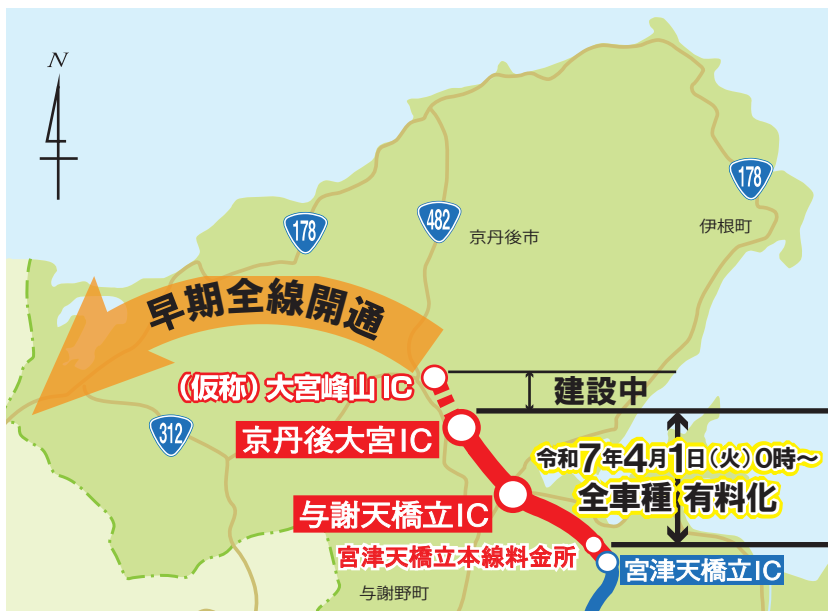 N
178
178
482
京丹後市
伊根町
早期全線開通
(仮称)大宮峰山IC
建設中
312
京丹後大宮IC
令和7年4月1日(火)0時〜
全車種 有料化
与謝天橋立IC
宮津天橋立本線料金所
宮津天橋立IC
与謝野町